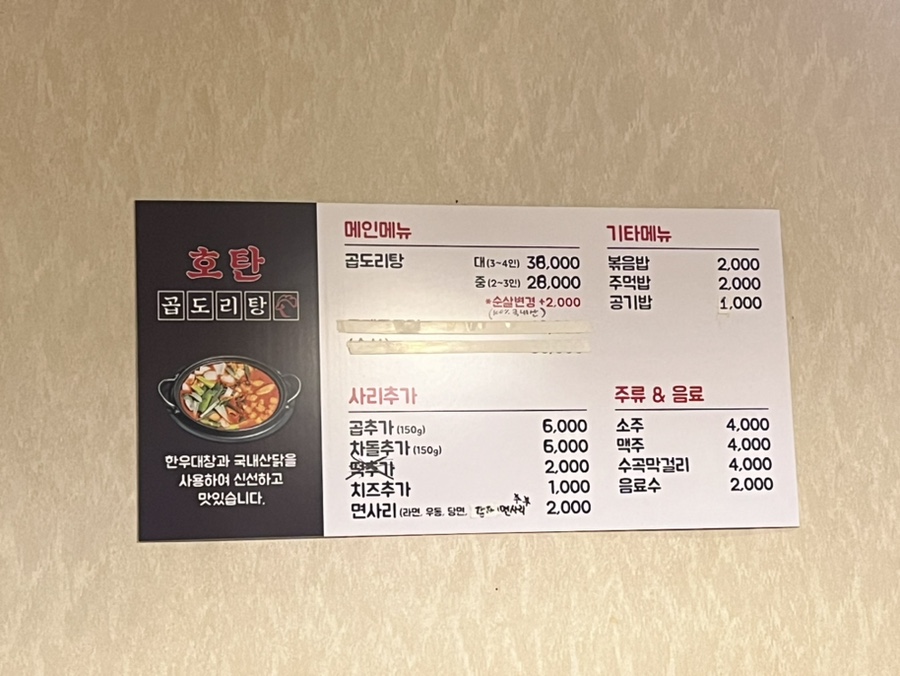 호탄
곱도리탕
한우대창과 국내산닭을
사용하여 신선하고
맛있습니다.
메인메뉴
곱도리탕 대(3~4인) 38,000
중(2~3인) 28,000
*순살변경 +2,000
사리추가
곱추가(150g) 6,000
차돌추가(150g) 6,000
떡추가 2,000
치즈추가 1,000
면사리(라면, 우동, 당면, 면사리 2,000
기타메뉴
볶음밥 2,000
주먹밥 2,000
공기밥 1,000
주류 & 음료
소주 4,000
맥주 4,000
수곡막걸리 4,000
음료수 2,000